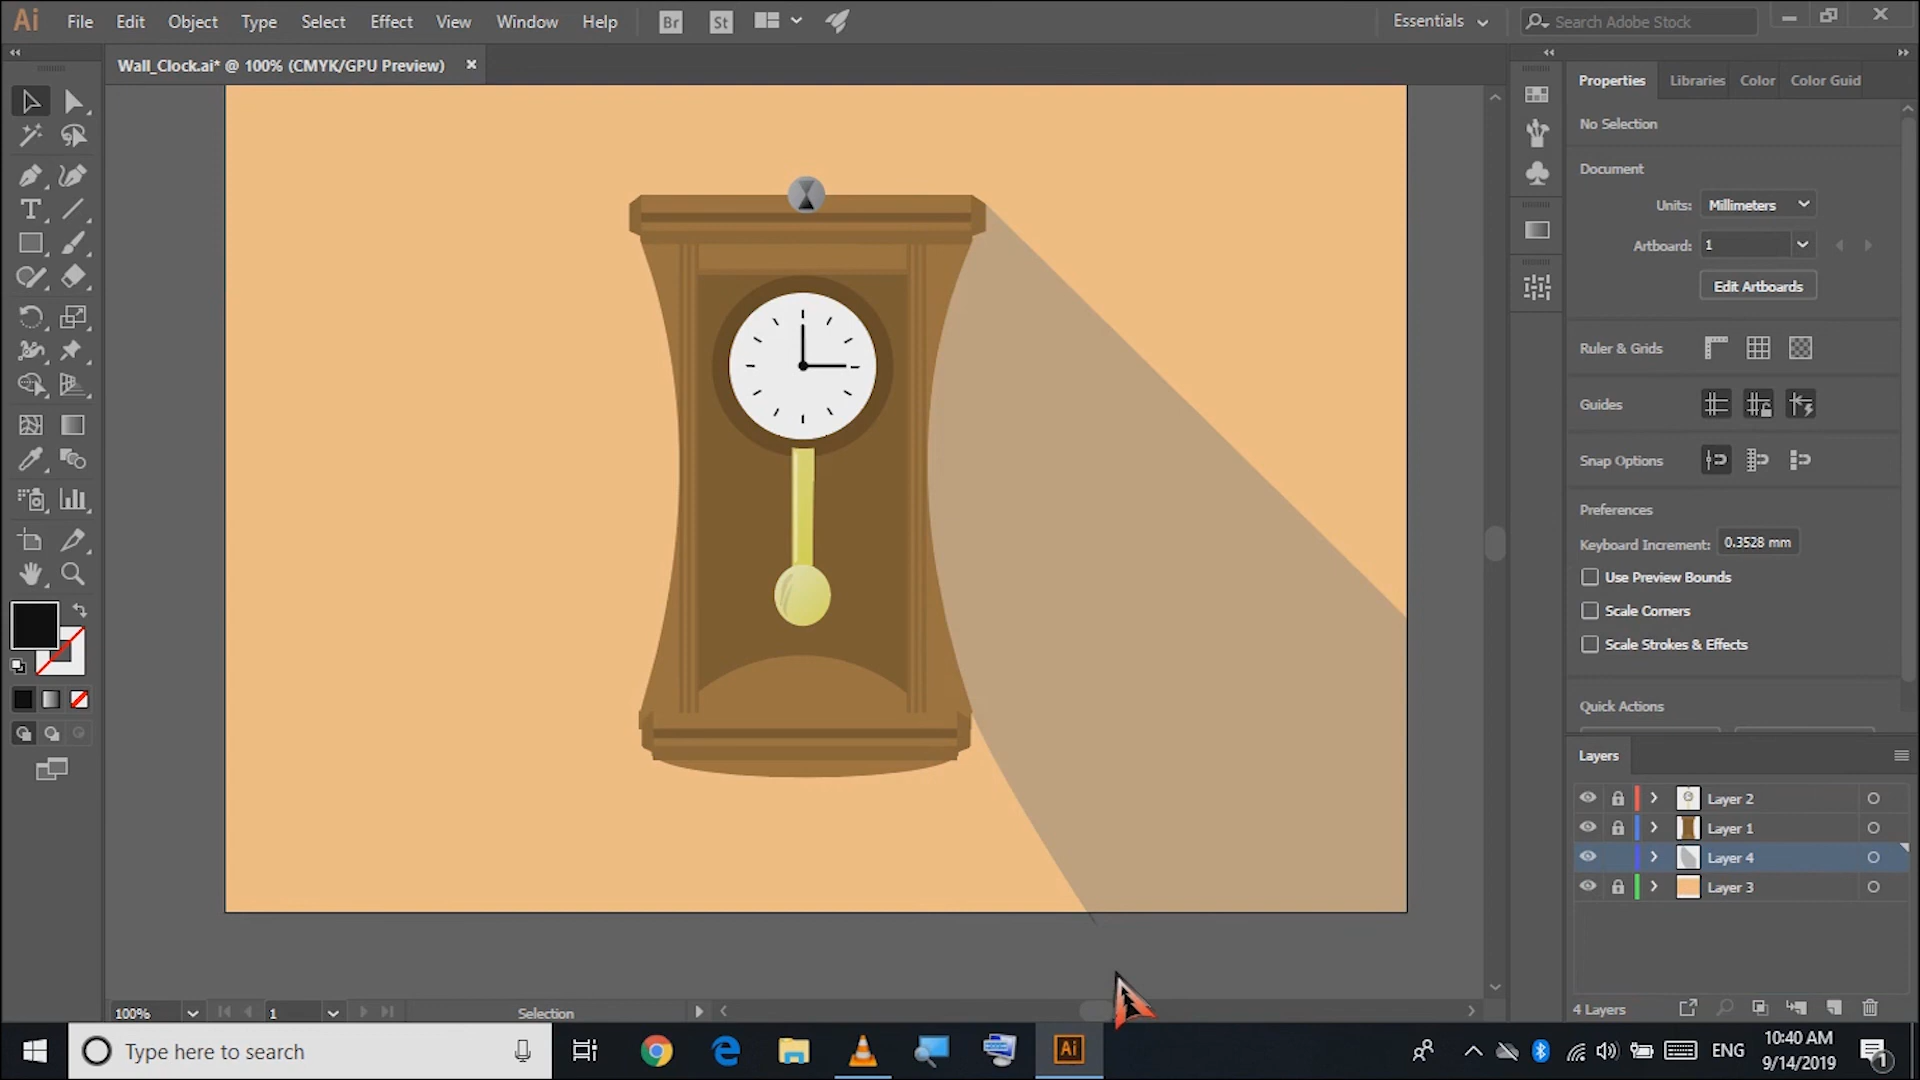 Ai File Edit Object Type Select Effect View Window Help Br St Essentials Search Adobe Stock
Wall_Clock.ai* @ 100% (CMYK/GPU Preview)
Properties Libraries Color Color Guid
No Selection
Document
Units: Millimeters
Artboard: 1
Edit Artboards
Ruler & Grids
Guides
Snap Options
Preferences
Keyboard Increment: 0.3528 mm
Use Preview Bounds
Scale Corners
Scale Strokes & Effects
Quick Actions
Layers
Layer 2
Layer 1
Layer 4
Layer 3
4 Layers
100% 1 Selection
Type here to search
Ai
ENG
10:40 AM
9/14/2019
1